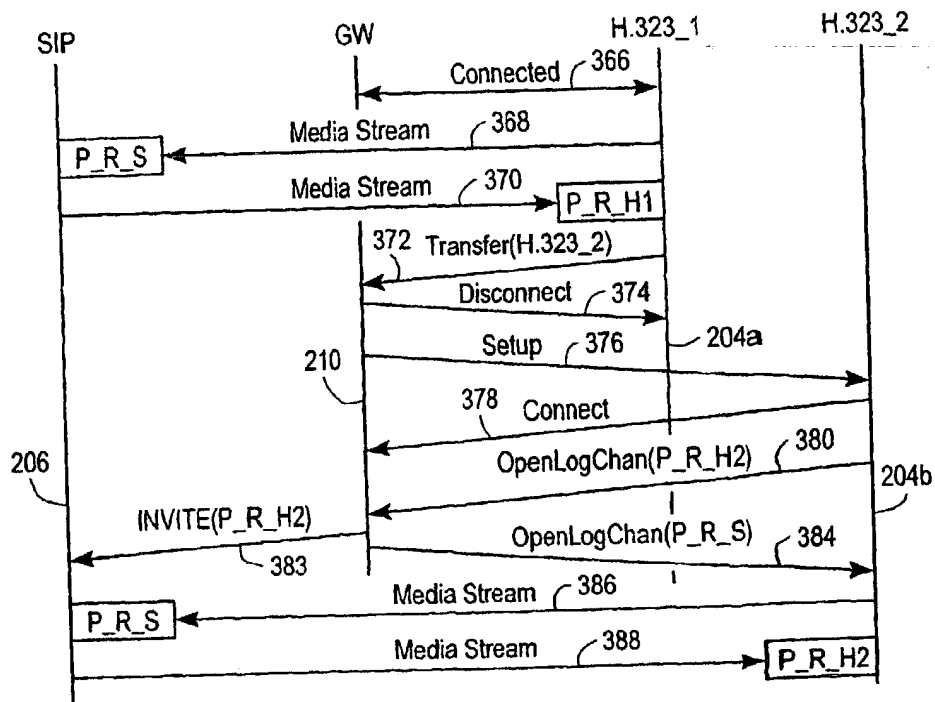 SIP GW H.323_1 H.323_2
Connected 366
Media Stream 368
P_R_S
Media Stream 370
P_R_H1
372 Transfer(H.323_2)
Disconnect 374
Setup 376 204a
210
378 Connect
OpenLogChan(P_R_H2) 380
206 204b
INVITE(P_R_H2)
383
OpenLogChan(P_R_S) 384
Media Stream 386
P_R_S
Media Stream 388
P_R_H2